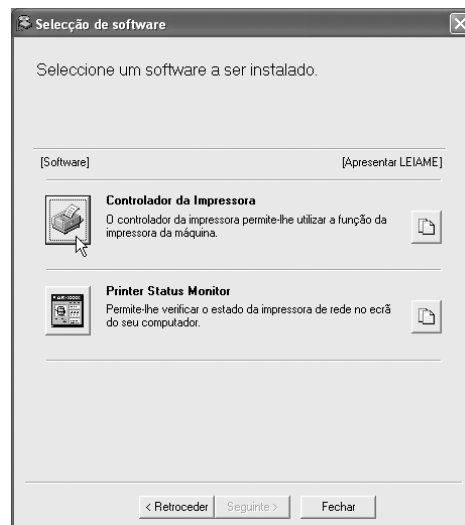 Selecção de software
Seleccione um software a ser instalado.
[Software] [Apresentar LEIAME]
Controlador da Impressora
O controlador da impressora permite-lhe utilizar a função da
impressora da máquina.
Printer Status Monitor
Permite-lhe verificar o estado da impressora de rede no ecrã
do seu computador.
< Retroceder Seguinte > Fechar